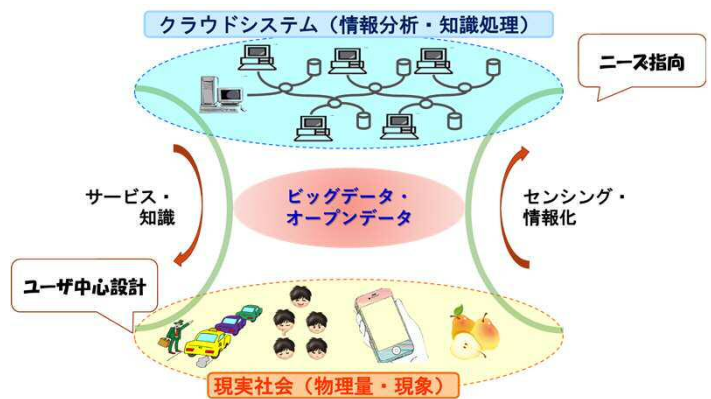 クラウドシステム（情報分析・知識処理）
ニーズ指向
サービス・
知識
ビッグデータ・
オープンデータ
センシング・
情報化
ユーザ中心設計
現実社会（物理量・現象）